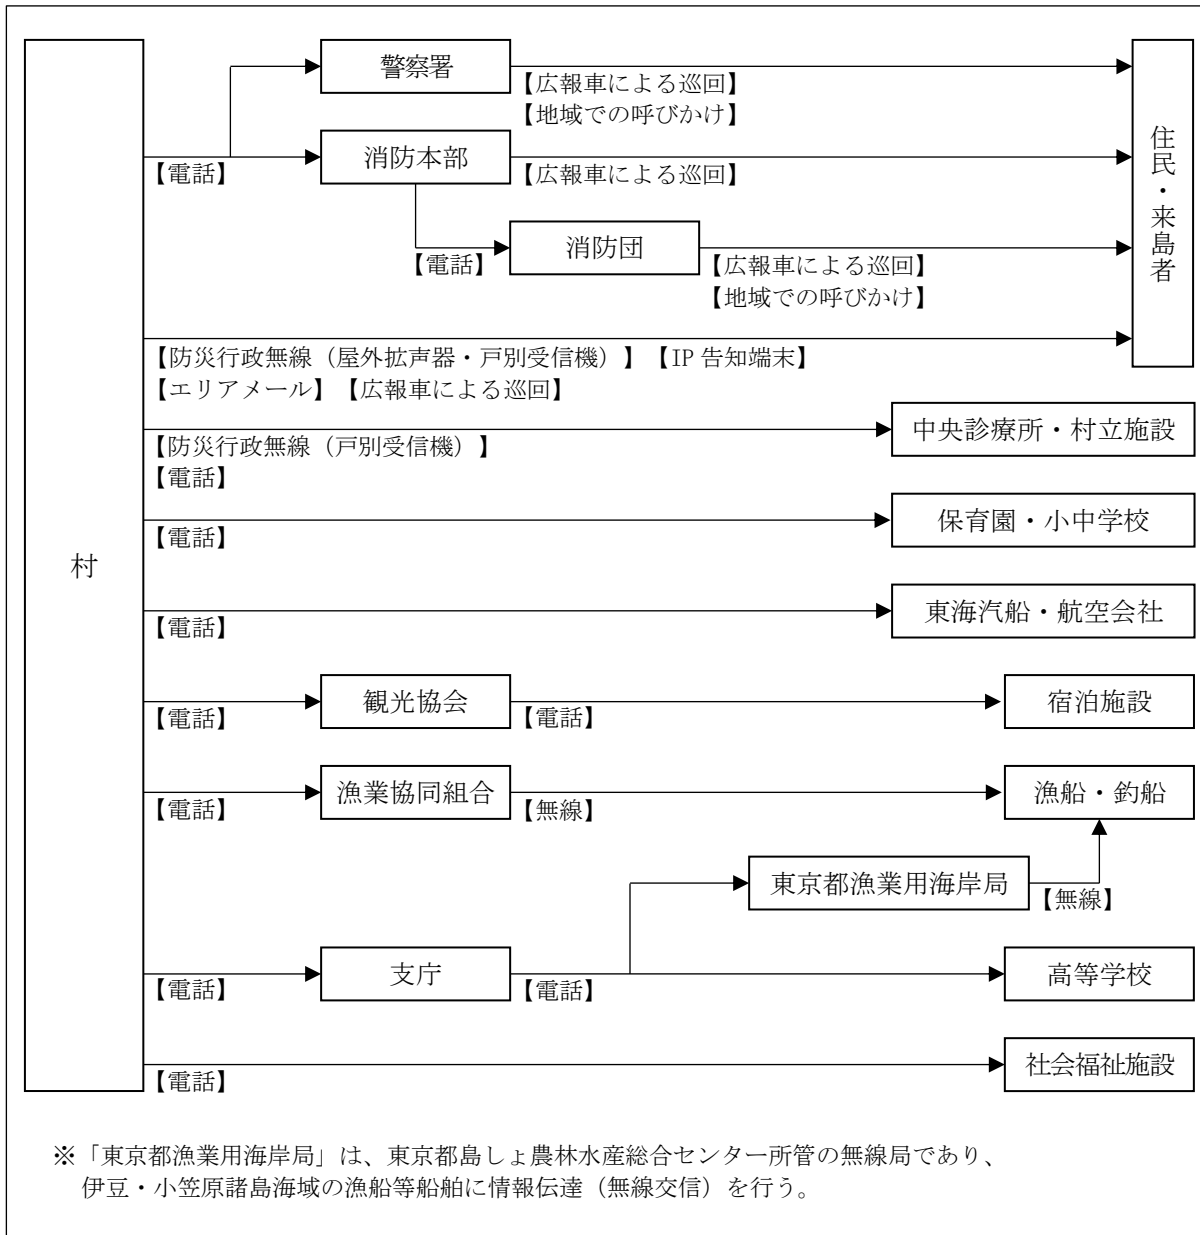 村
警察署
【広報車による巡回】
【地域での呼びかけ】
消防本部
【電話】
【広報車による巡回】
消防団
【電話】
【広報車による巡回】
【地域での呼びかけ】
住民・来島者
【防災行政無線（屋外拡声器・戸別受信機）】【IP 告知端末】
【エリアメール】【広報車による巡回】
中央診療所・村立施設
【防災行政無線（戸別受信機）】
【電話】
保育園・小中学校
【電話】
東海汽船・航空会社
【電話】
観光協会
宿泊施設
【電話】
【電話】
漁業協同組合
漁船・釣船
【電話】
【無線】
東京都漁業用海岸局
【無線】
支庁
高等学校
【電話】
【電話】
社会福祉施設
【電話】
※「東京都漁業用海岸局」は、東京都島しょ農林水産総合センター所管の無線局であり、
伊豆・小笠原諸島海域の漁船等船舶に情報伝達（無線交信）を行う。